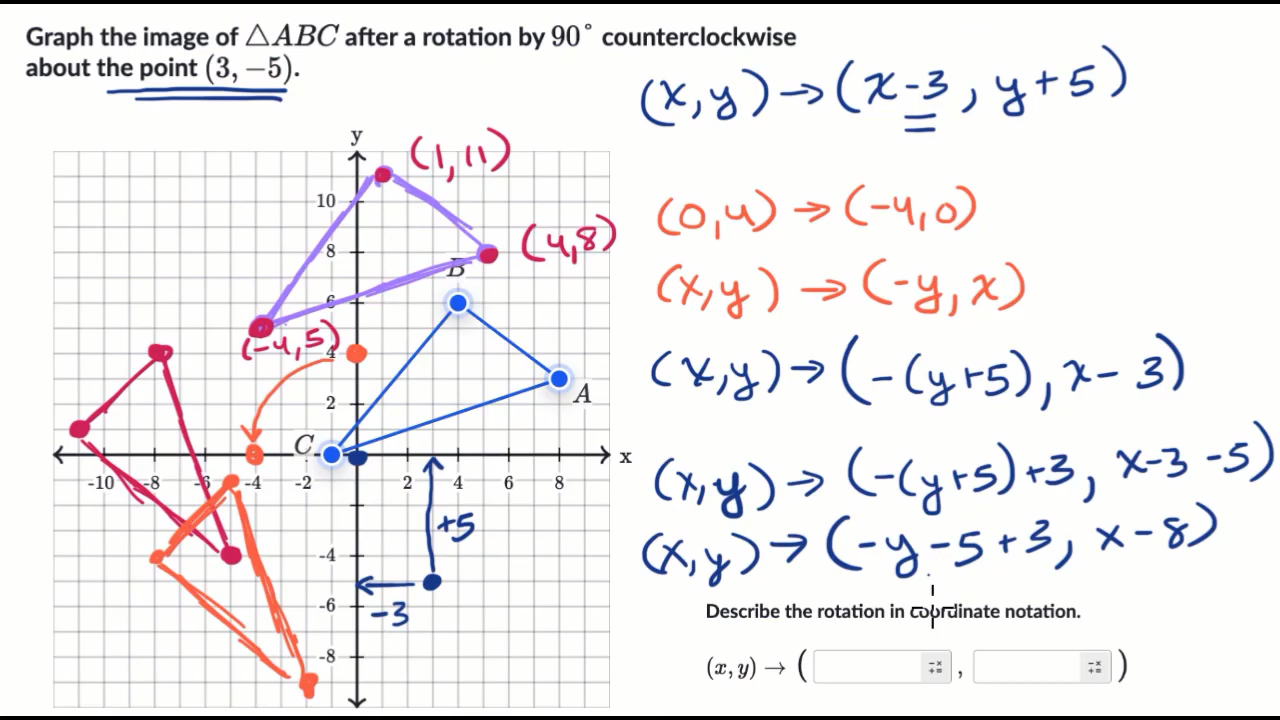 Graph the image of △ABC after a rotation by 90° counterclockwise
about the point (3, −5).
(x, y) → (x − 3, y + 5)
y
(1, 11)
10
(0, 4) → (−4, 0)
8
(4, 8)
B
6
(x, y) → (−y, x)
(−4, 5)
4
(x, y) → (−(y+5), x − 3)
2
A
C
x
-10 -8 -6 -4 -2 2 4 6 8
(x, y) → (−(y+5)+3, x−3 −5)
+5
(x, y) → (−y −5+3, x − 8)
-4
-3
-6
-8
Describe the rotation in coordinate notation.
(x, y) → ( , )